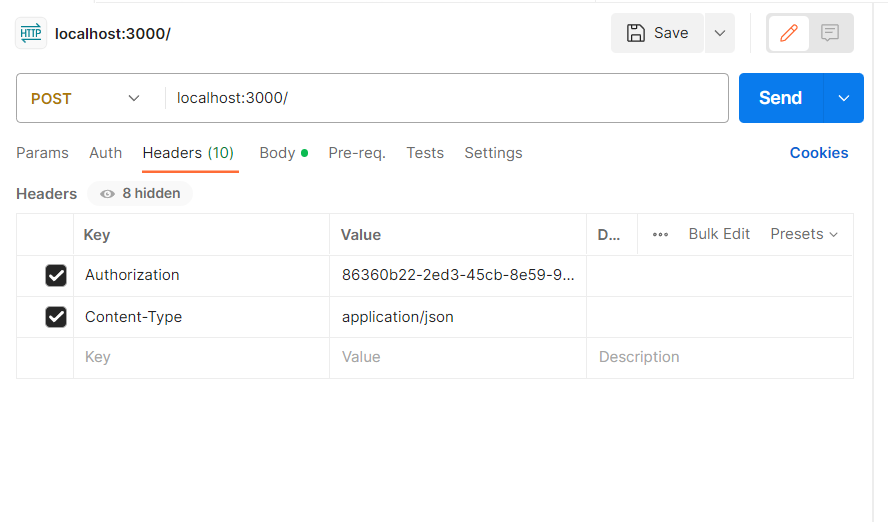 HTTP localhost:3000/ Save
POST localhost:3000/ Send
Params Auth Headers (10) Body Pre-req. Tests Settings Cookies
Headers 8 hidden
Key Value D... Bulk Edit Presets
Authorization 86360b22-2ed3-45cb-8e59-9...
Content-Type application/json
Key Value Description